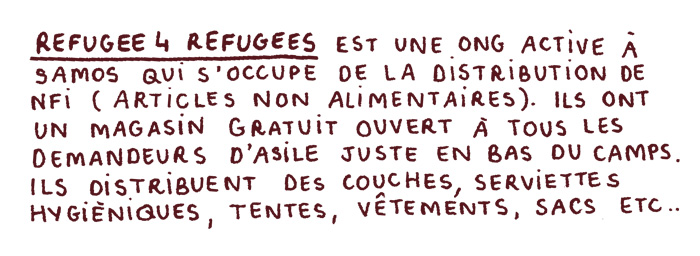 REFUGEE 4 REFUGEES EST UNE ONG ACTIVE À
SAMOS QUI S'OCCUPE DE LA DISTRIBUTION DE
NFI (ARTICLES NON ALIMENTAIRES). ILS ONT
UN MAGASIN GRATUIT OUVERT À TOUS LES
DEMANDEURS D'ASILE JUSTE EN BAS DU CAMPS.
ILS DISTRIBUENT DES COUCHES, SERVIETTES
HYGIÈNIQUES, TENTES, VÊTEMENTS, SACS ETC..